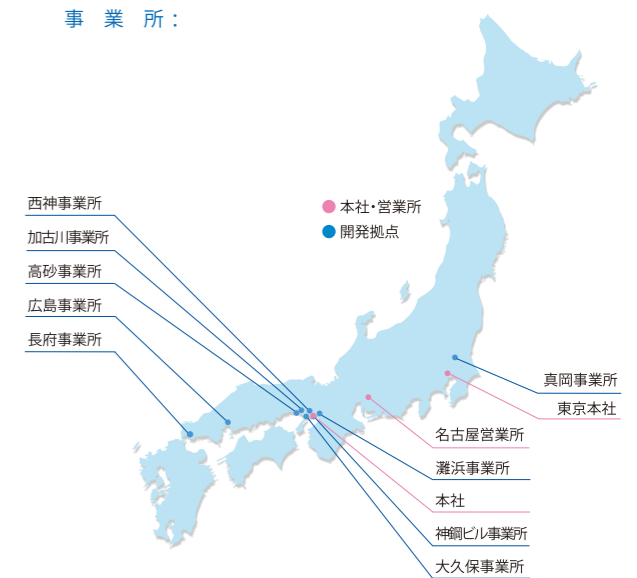 事 業 所：
西神事業所
加古川事業所
高砂事業所
広島事業所
長府事業所
本社・営業所
開発拠点
真岡事業所
東京本社
名古屋営業所
灘浜事業所
本社
神鋼ビル事業所
大久保事業所